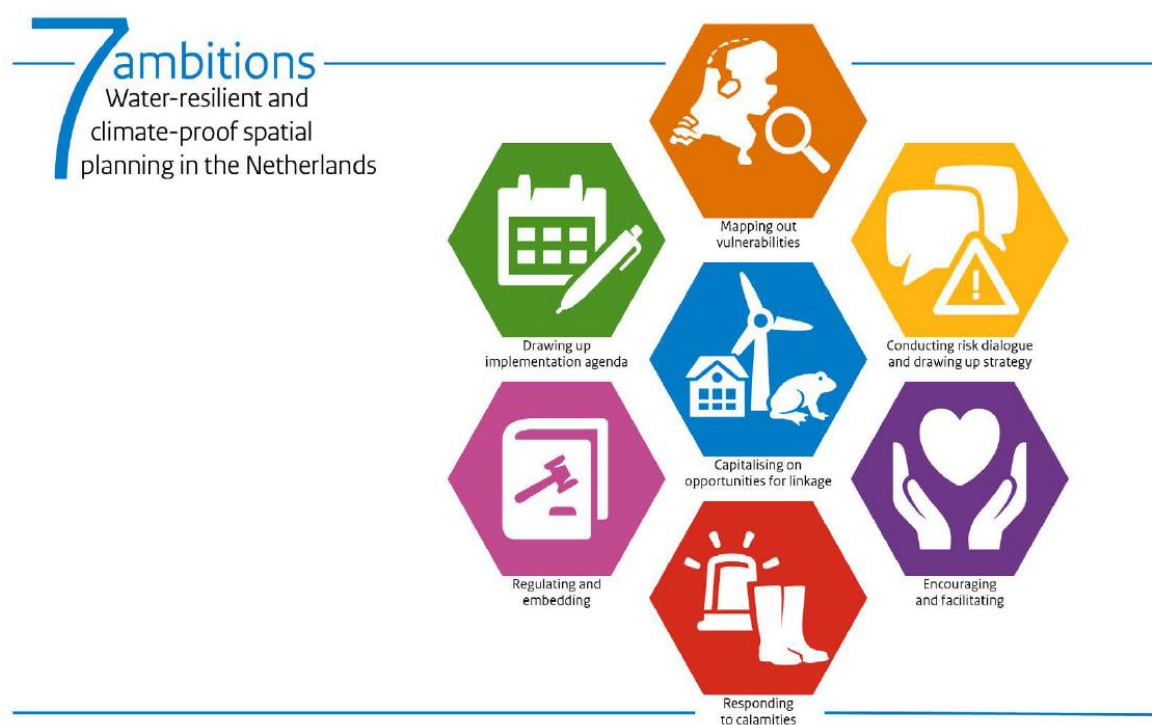 7 ambitions
Water-resilient and
climate-proof spatial
planning in the Netherlands
Mapping out
vulnerabilities
Drawing up
implementation agenda
Conducting risk dialogue
and drawing up strategy
Capitalising on
opportunities for linkage
Regulating and
embedding
Encouraging
and facilitating
Responding
to calamities